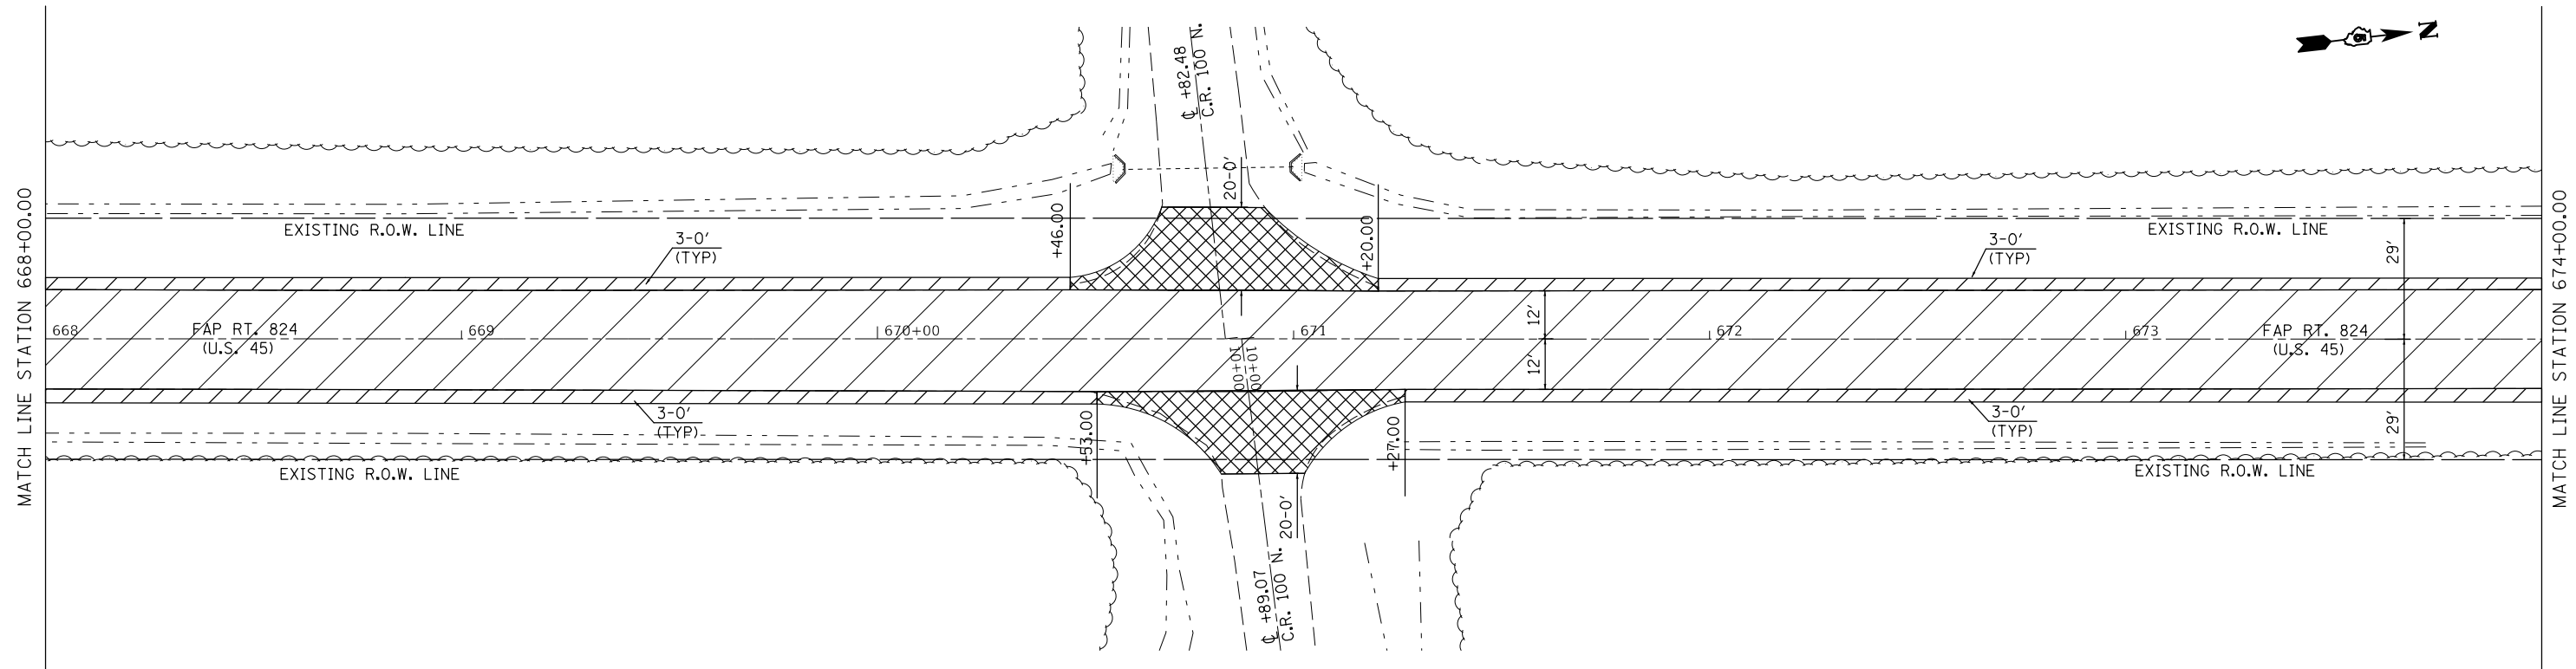 N
℄ +82.48
C.R. 100 N.
20-0'
+46.00
+20.00
EXISTING R.O.W. LINE
EXISTING R.O.W. LINE
3-0'
(TYP)
3-0'
(TYP)
29'
MATCH LINE STATION 668+00.00
MATCH LINE STATION 674+00.00
668
FAP RT. 824
(U.S. 45)
669
670+00
671
672
673
FAP RT. 824
(U.S. 45)
12'
12'
10+00
10+00
3-0'
(TYP)
3-0'
(TYP)
+53.00
+27.00
29'
EXISTING R.O.W. LINE
EXISTING R.O.W. LINE
20-0'
℄ +89.07
C.R. 100 N.